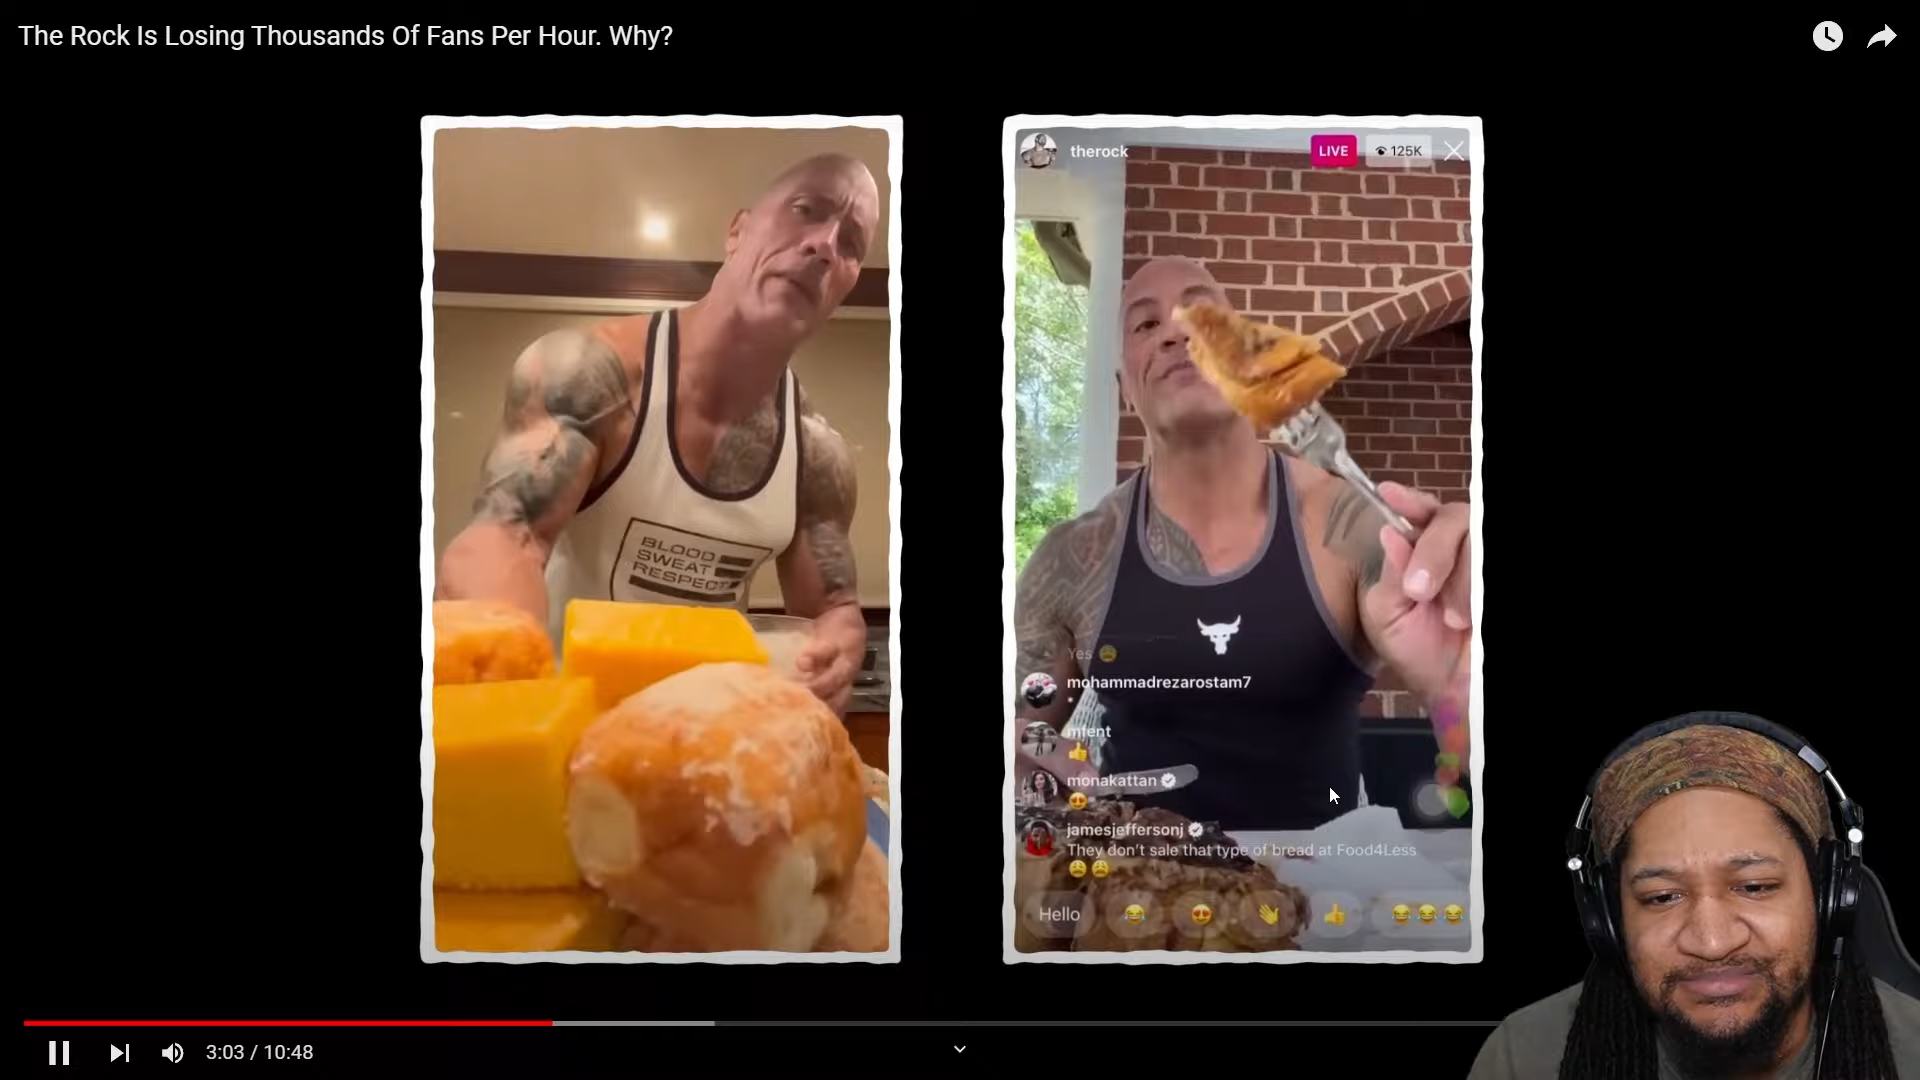 The Rock Is Losing Thousands Of Fans Per Hour. Why?
BLOOD
SWEAT
RESPECT
therock
LIVE
125K
Yes 😩
mohammadrezarostam7
mfent
👍
monakattan
😍
jamesjeffersonj
They don't sale that type of bread at Food4Less
😩😩
Hello 😂 😍 👋 👍 😂😂😂
3:03 / 10:48